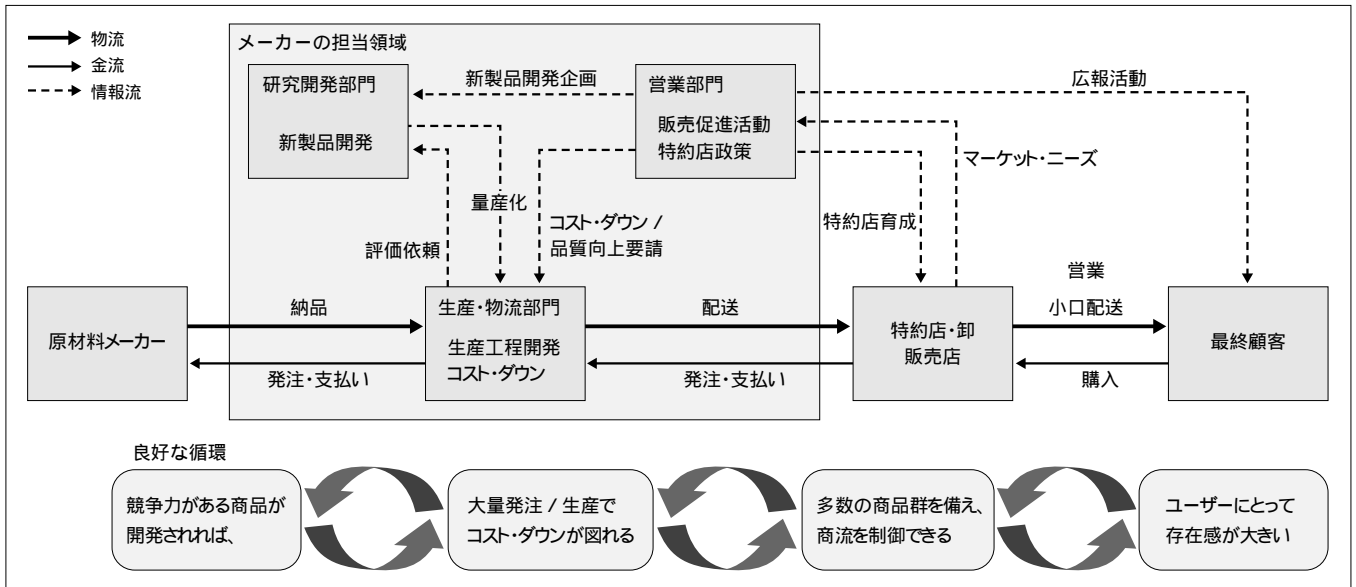 物流
金流
情報流
メーカーの担当領域
研究開発部門
新製品開発
新製品開発企画
営業部門
販売促進活動
特約店政策
広報活動
マーケット・ニーズ
量産化
評価依頼
コスト・ダウン /
品質向上要請
特約店育成
原材料メーカー
納品
発注・支払い
生産・物流部門
生産工程開発
コスト・ダウン
配送
発注・支払い
特約店・卸
販売店
営業
小口配送
購入
最終顧客
良好な循環
競争力がある商品が
開発されれば、
大量発注 / 生産で
コスト・ダウンが図れる
多数の商品群を備え、
商流を制御できる
ユーザーにとって
存在感が大きい